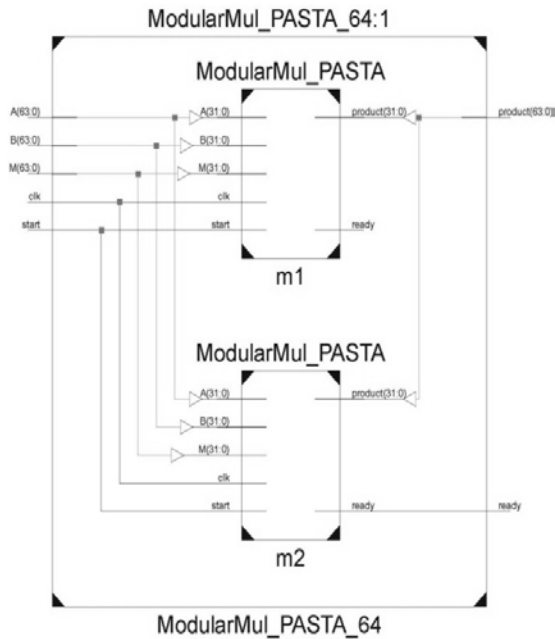 ModularMul_PASTA_64:1
ModularMul_PASTA
A(63:0) A(31:0) product(31:0) product(63:0)
B(63:0) B(31:0)
M(63:0) M(31:0)
clk clk
start start ready
m1
ModularMul_PASTA
A(31:0) product(31:0)
B(31:0)
M(31:0)
clk
start ready ready
m2
ModularMul_PASTA_64